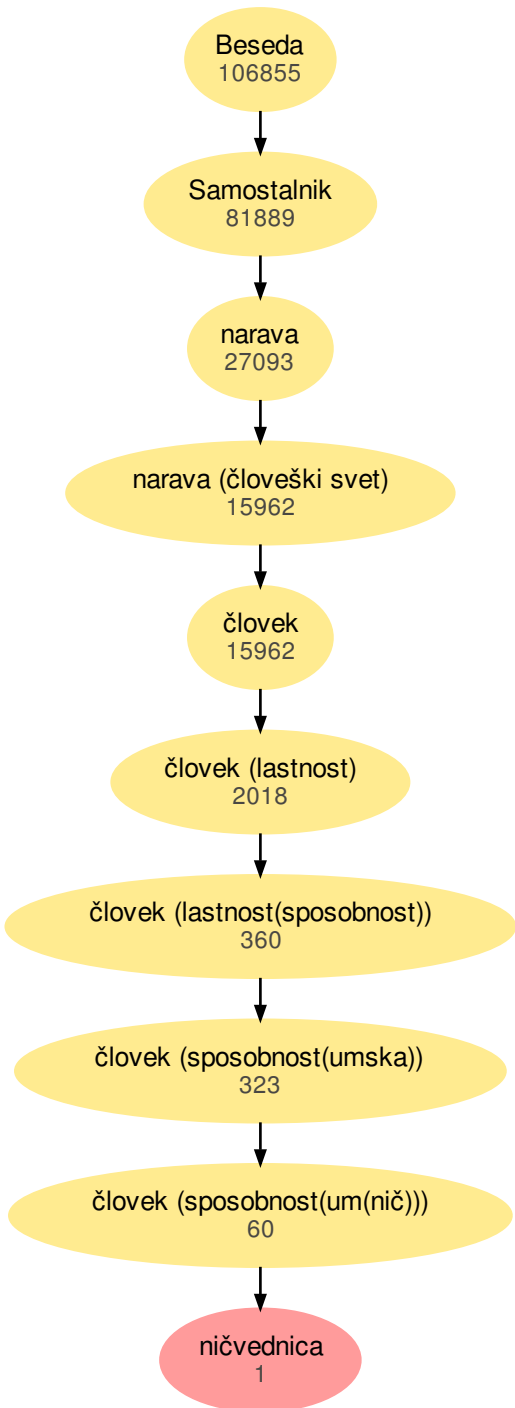 Beseda
106855
Samostalnik
81889
narava
27093
narava (človeški svet)
15962
človek
15962
človek (lastnost)
2018
človek (lastnost(sposobnost))
360
človek (sposobnost(umska))
323
človek (sposobnost(um(nič)))
60
ničvednica
1